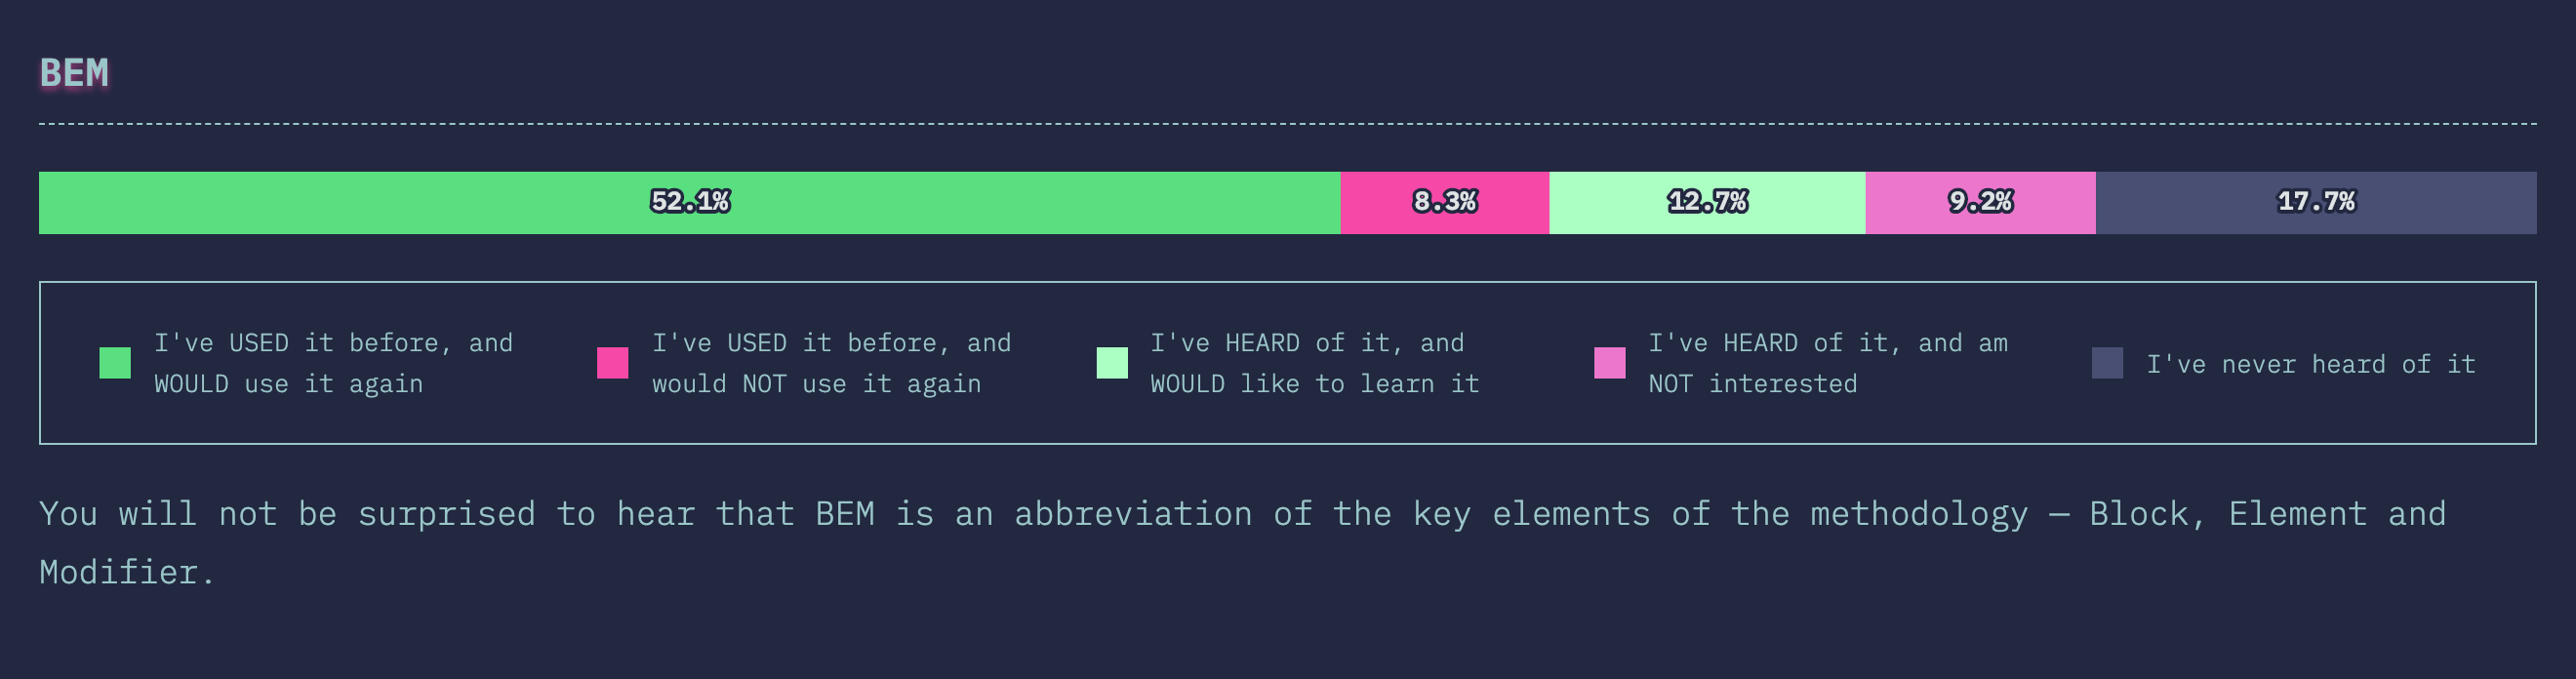 BEM
52.1% 8.3% 12.7% 9.2% 17.7%
I've USED it before, and
WOULD use it again
I've USED it before, and
would NOT use it again
I've HEARD of it, and
WOULD like to learn it
I've HEARD of it, and am
NOT interested
I've never heard of it
You will not be surprised to hear that BEM is an abbreviation of the key elements of the methodology — Block, Element and
Modifier.